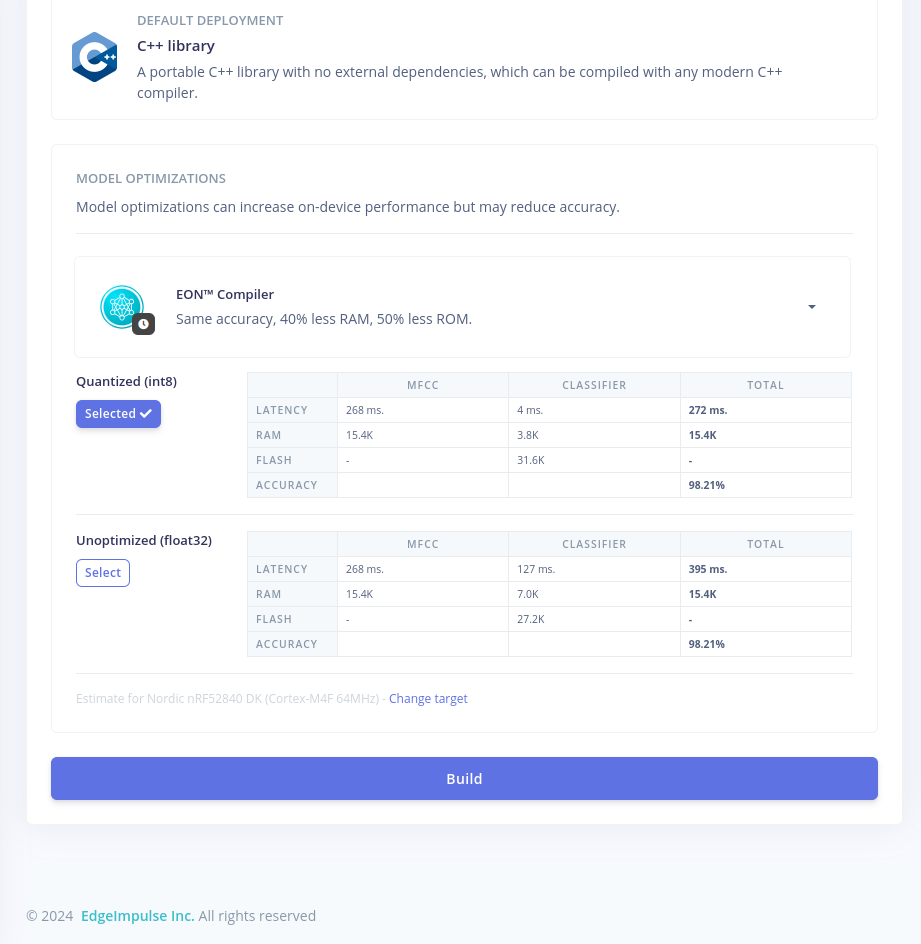 DEFAULT DEPLOYMENT
C++ library
A portable C++ library with no external dependencies, which can be compiled with any modern C++
compiler.
MODEL OPTIMIZATIONS
Model optimizations can increase on-device performance but may reduce accuracy.
EON™ Compiler
Same accuracy, 40% less RAM, 50% less ROM.
Quantized (int8)
Selected
MFCC CLASSIFIER TOTAL
LATENCY 268 ms. 4 ms. 272 ms.
RAM 15.4K 3.8K 15.4K
FLASH - 31.6K -
ACCURACY 98.21%
Unoptimized (float32)
Select
MFCC CLASSIFIER TOTAL
LATENCY 268 ms. 127 ms. 395 ms.
RAM 15.4K 7.0K 15.4K
FLASH - 27.2K -
ACCURACY 98.21%
Estimate for Nordic nRF52840 DK (Cortex-M4F 64MHz) - Change target
Build
© 2024 EdgeImpulse Inc. All rights reserved